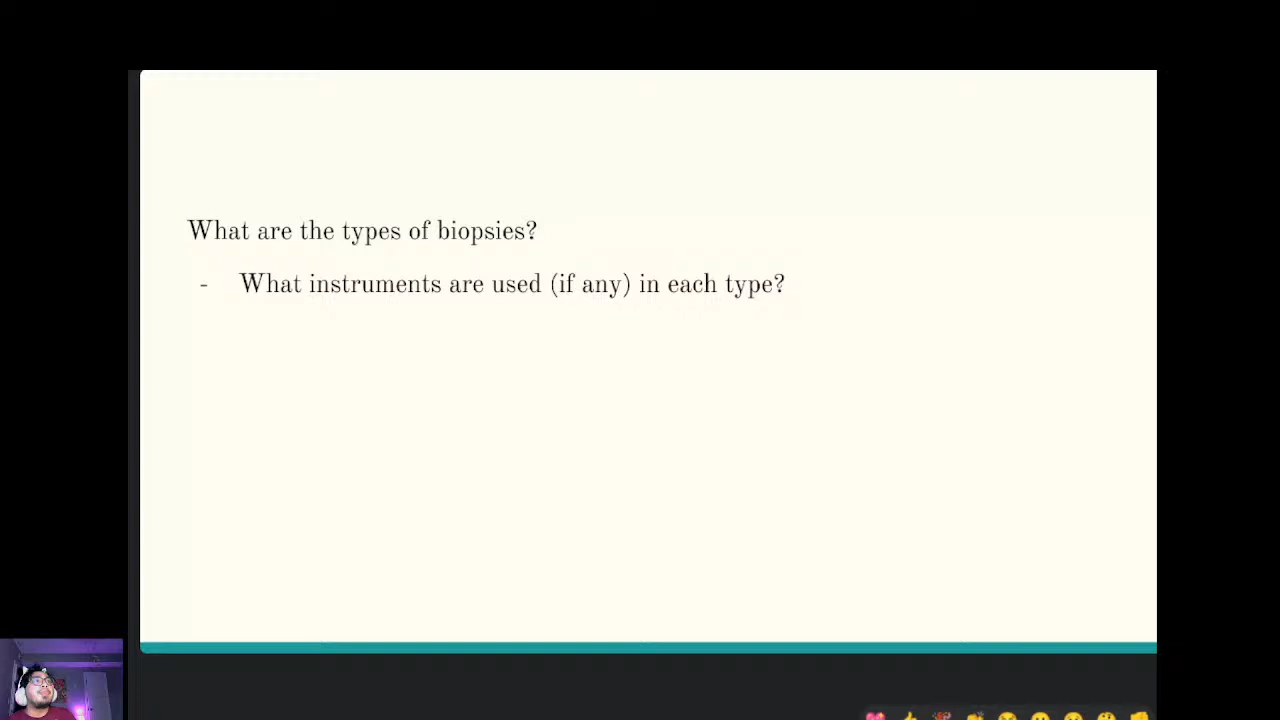 What are the types of biopsies?
- What instruments are used (if any) in each type?